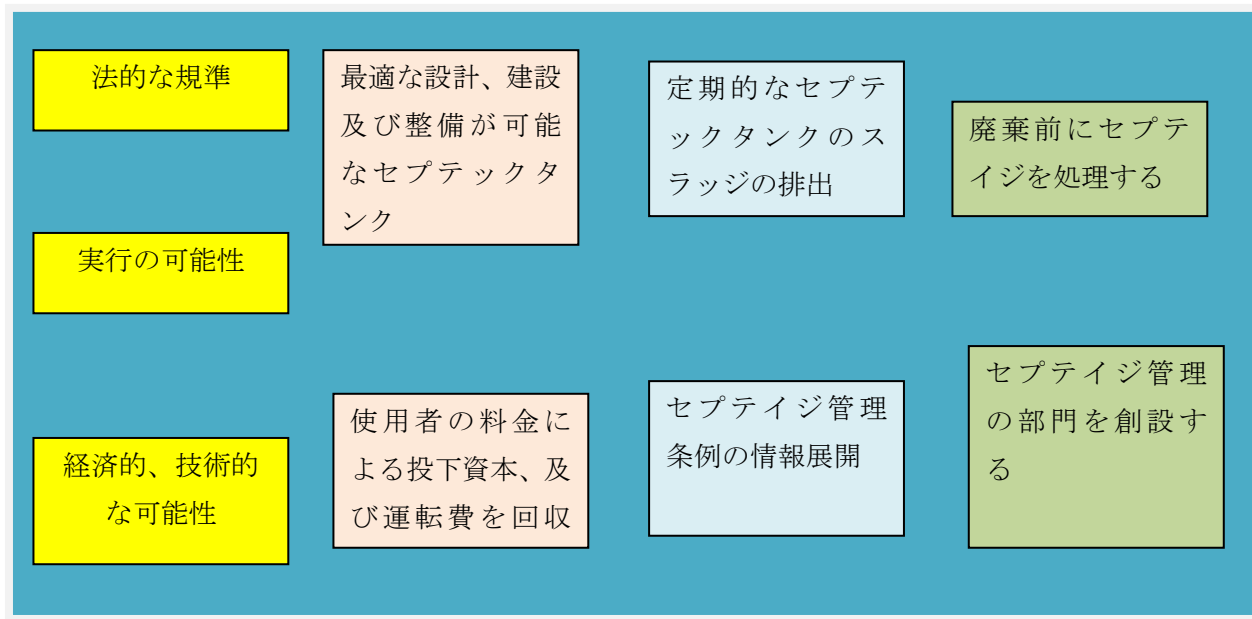 法的な規準
最適な設計、建設
及び整備が可能
なセプテックタ
ンク
定期的なセプテ
ックタンクのス
ラッジの排出
廃棄前にセプテ
イジを処理する
実行の可能性
経済的、技術的
な可能性
使用者の料金に
よる投下資本、及
び運転費を回収
セプテイジ管理
条例の情報展開
セプテイジ管理
の部門を創設す
る